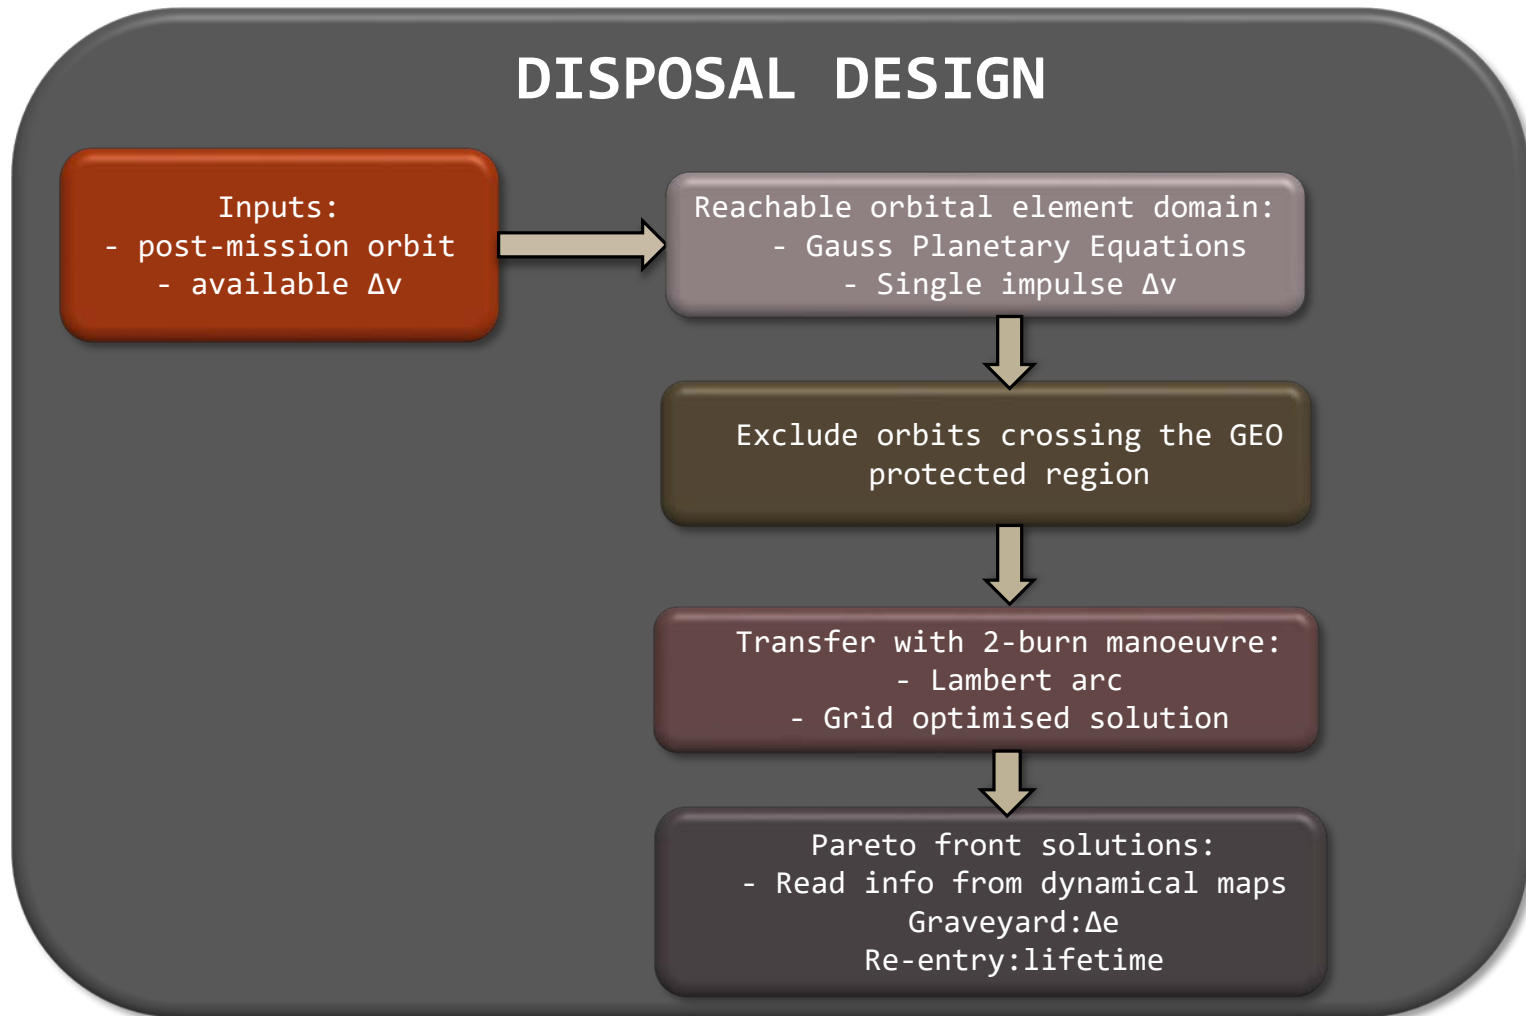 DISPOSAL DESIGN
Inputs:
- post-mission orbit
- available Δv
Reachable orbital element domain:
- Gauss Planetary Equations
- Single impulse Δv
Exclude orbits crossing the GEO
protected region
Transfer with 2-burn manoeuvre:
- Lambert arc
- Grid optimised solution
Pareto front solutions:
- Read info from dynamical maps
Graveyard:Δe
Re-entry:lifetime